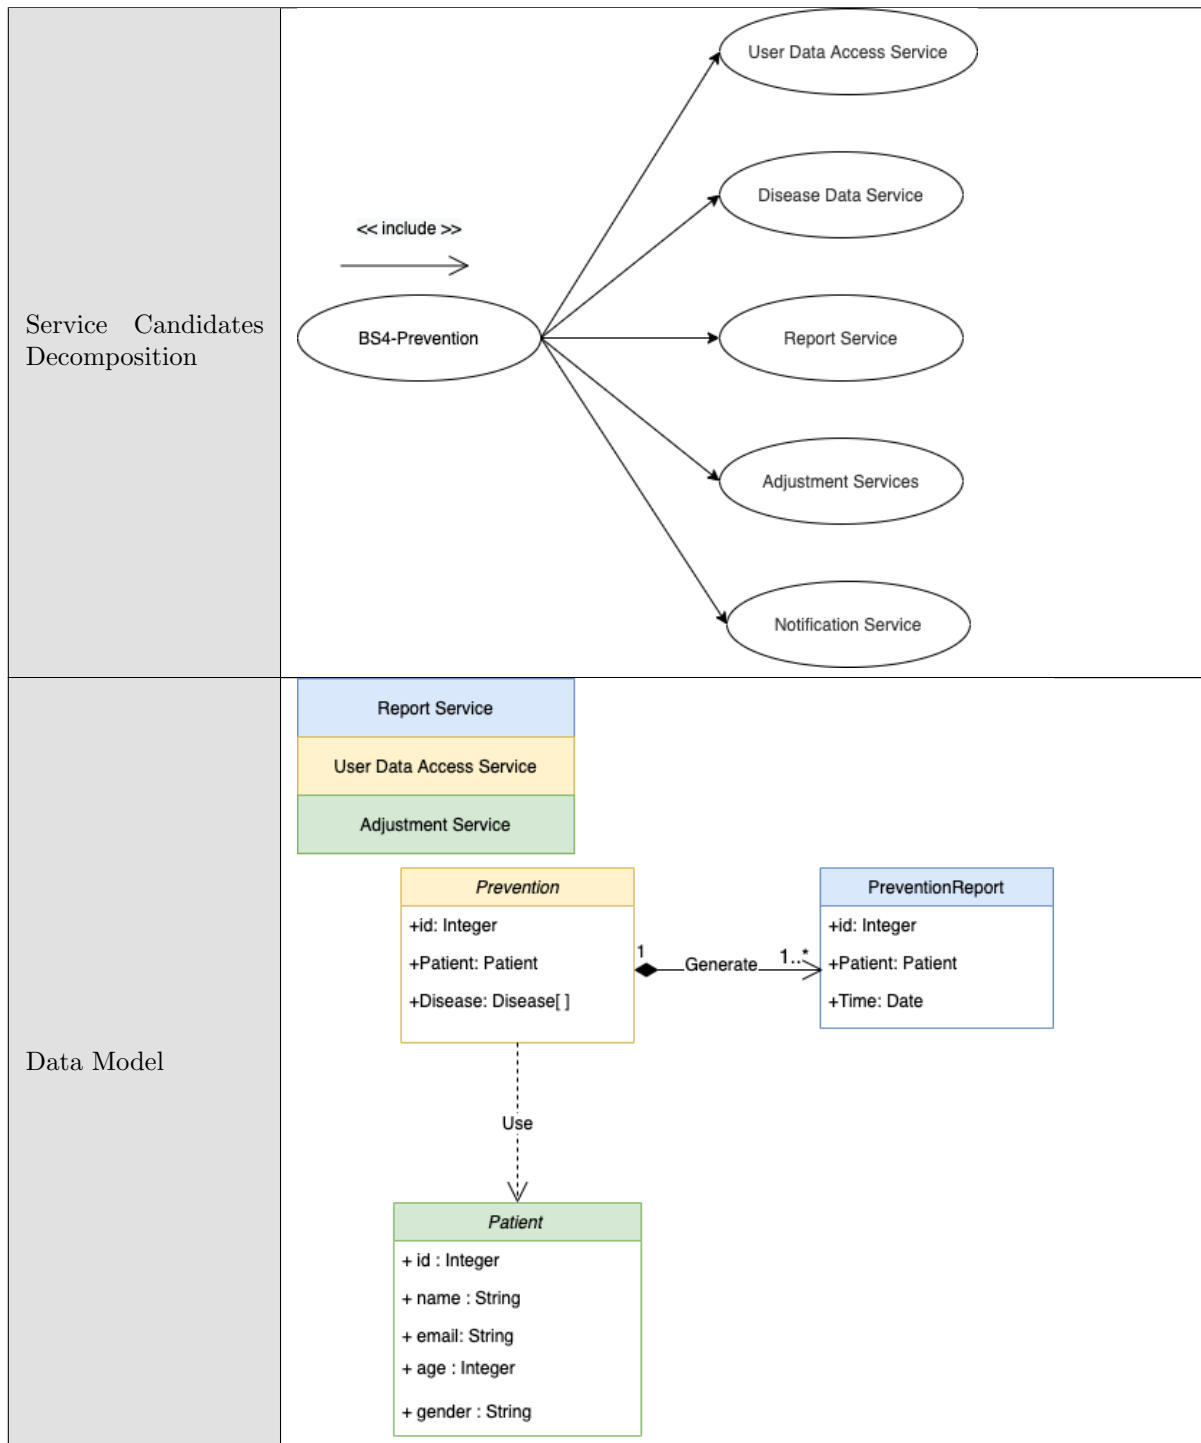 User Data Access Service
Disease Data Service
<< include >>
Service Candidates
Decomposition
BS4-Prevention
Report Service
Adjustment Services
Notification Service
Report Service
User Data Access Service
Adjustment Service
Data Model
Prevention
+id: Integer
+Patient: Patient
+Disease: Disease[ ]
1
Generate
1..*
PreventionReport
+id: Integer
+Patient: Patient
+Time: Date
Use
Patient
+ id : Integer
+ name : String
+ email: String
+ age : Integer
+ gender : String